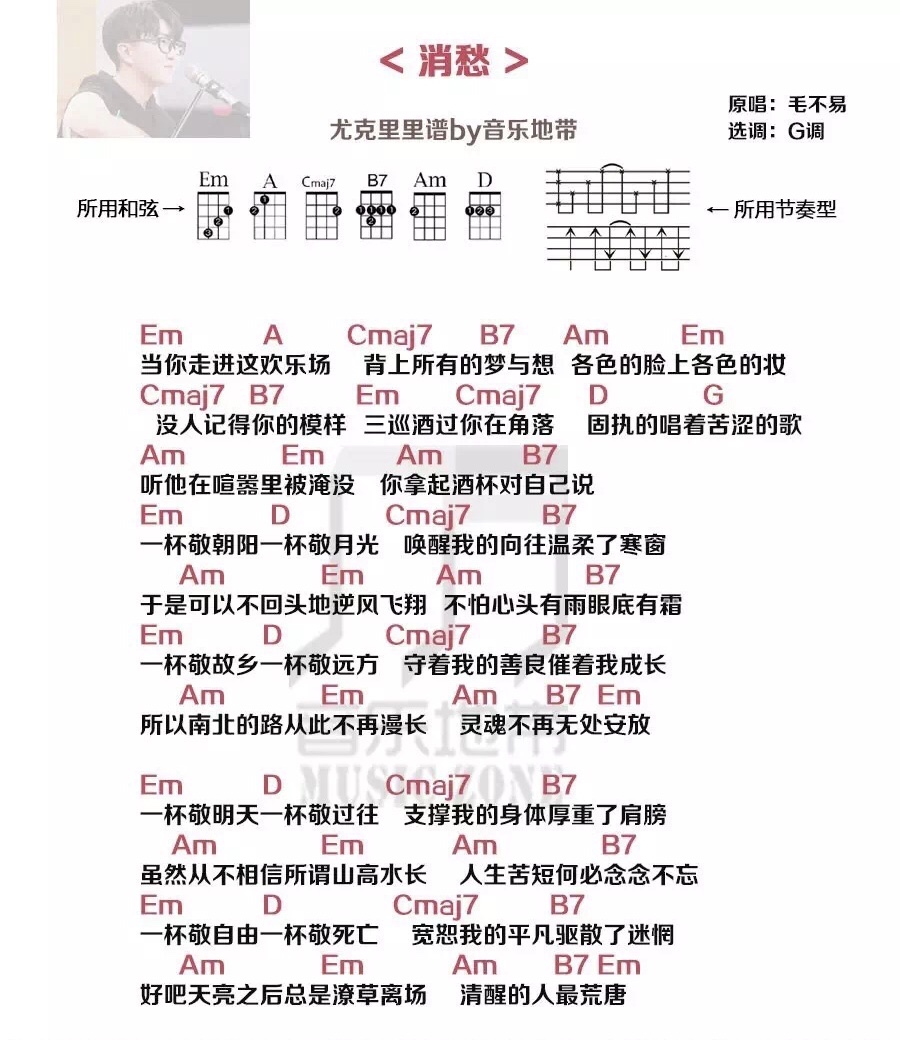 < 消愁 >
原唱：毛不易
尤克里里谱by音乐地带
选调：G调
Em A Cmaj7 B7 Am D
所用和弦→
←所用节奏型
Em A Cmaj7 B7 Am Em
当你走进这欢乐场 背上所有的梦与想 各色的脸上各色的妆
Cmaj7 B7 Em Cmaj7 D G
没人记得你的模样 三巡酒过你在角落 固执的唱着苦涩的歌
Am Em Am B7
听他在喧嚣里被淹没 你拿起酒杯对自己说
Em D Cmaj7 B7
一杯敬朝阳一杯敬月光 唤醒我的向往温柔了寒窗
Am Em Am B7
于是可以不回头地逆风飞翔 不怕心头有雨眼底有霜
Em D Cmaj7 B7
一杯敬故乡一杯敬远方 守着我的善良催着我成长
Am Em Am B7 Em
所以南北的路从此不再漫长 灵魂不再无处安放
音乐地带
MUSIC ZONE
Em D Cmaj7 B7
一杯敬明天一杯敬过往 支撑我的身体厚重了肩膀
Am Em Am B7
虽然从不相信所谓山高水长 人生苦短何必念念不忘
Em D Cmaj7 B7
一杯敬自由一杯敬死亡 宽恕我的平凡驱散了迷惘
Am Em Am B7 Em
好吧天亮之后总是潦草离场 清醒的人最荒唐